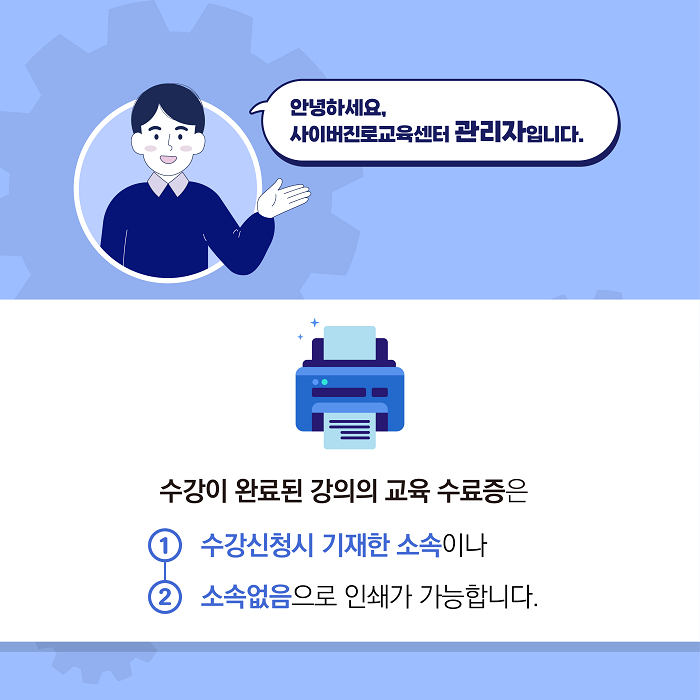 안녕하세요,
사이버진로교육센터 관리자입니다.
수강이 완료된 강의의 교육 수료증은
1 수강신청시 기재한 소속이나
2 소속없음으로 인쇄가 가능합니다.